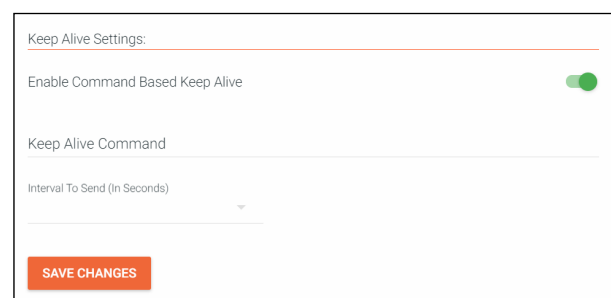 Keep Alive Settings:
Enable Command Based Keep Alive
Keep Alive Command
Interval To Send (In Seconds)
SAVE CHANGES